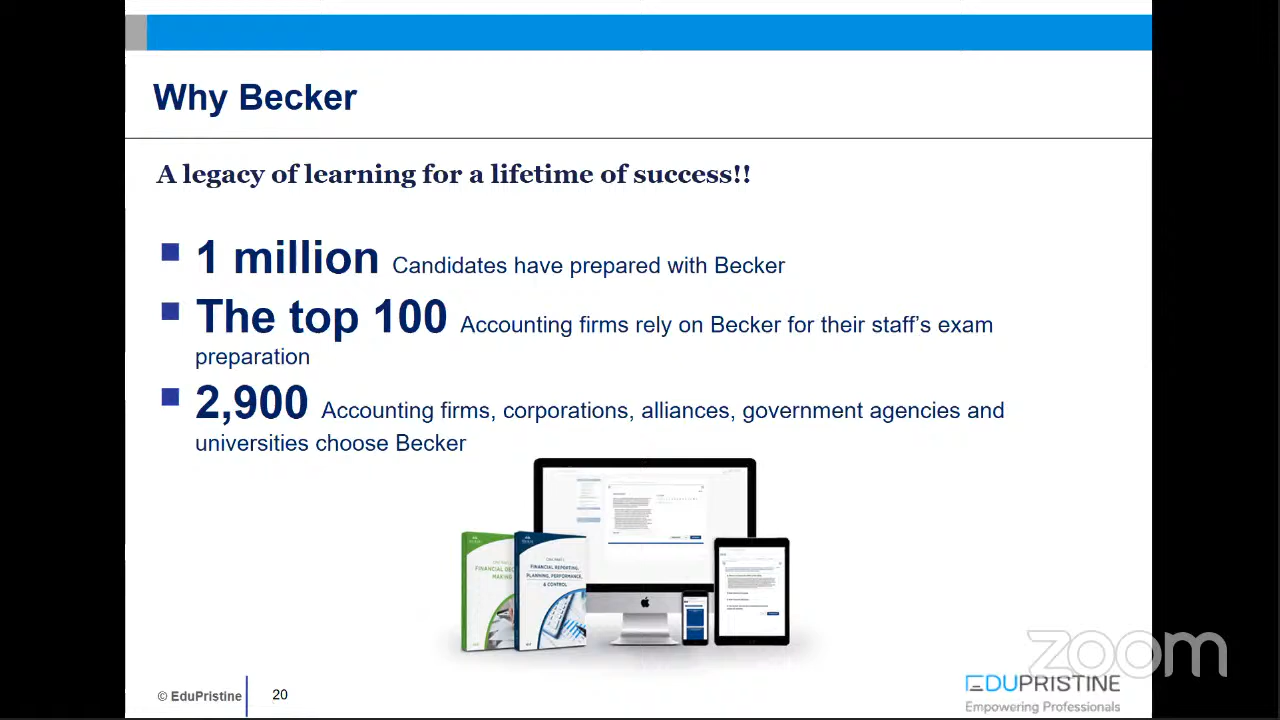 Why Becker
A legacy of learning for a lifetime of success!!
1 million Candidates have prepared with Becker
The top 100 Accounting firms rely on Becker for their staff's exam
preparation
2,900 Accounting firms, corporations, alliances, government agencies and
universities choose Becker
FINANCIAL
MAKING
FINANCIAL REPORTING,
PLANNING, PERFORMANCE,
& CONTROL
zoom
© EduPristine
20
EDUPRISTINE
Empowering Professionals